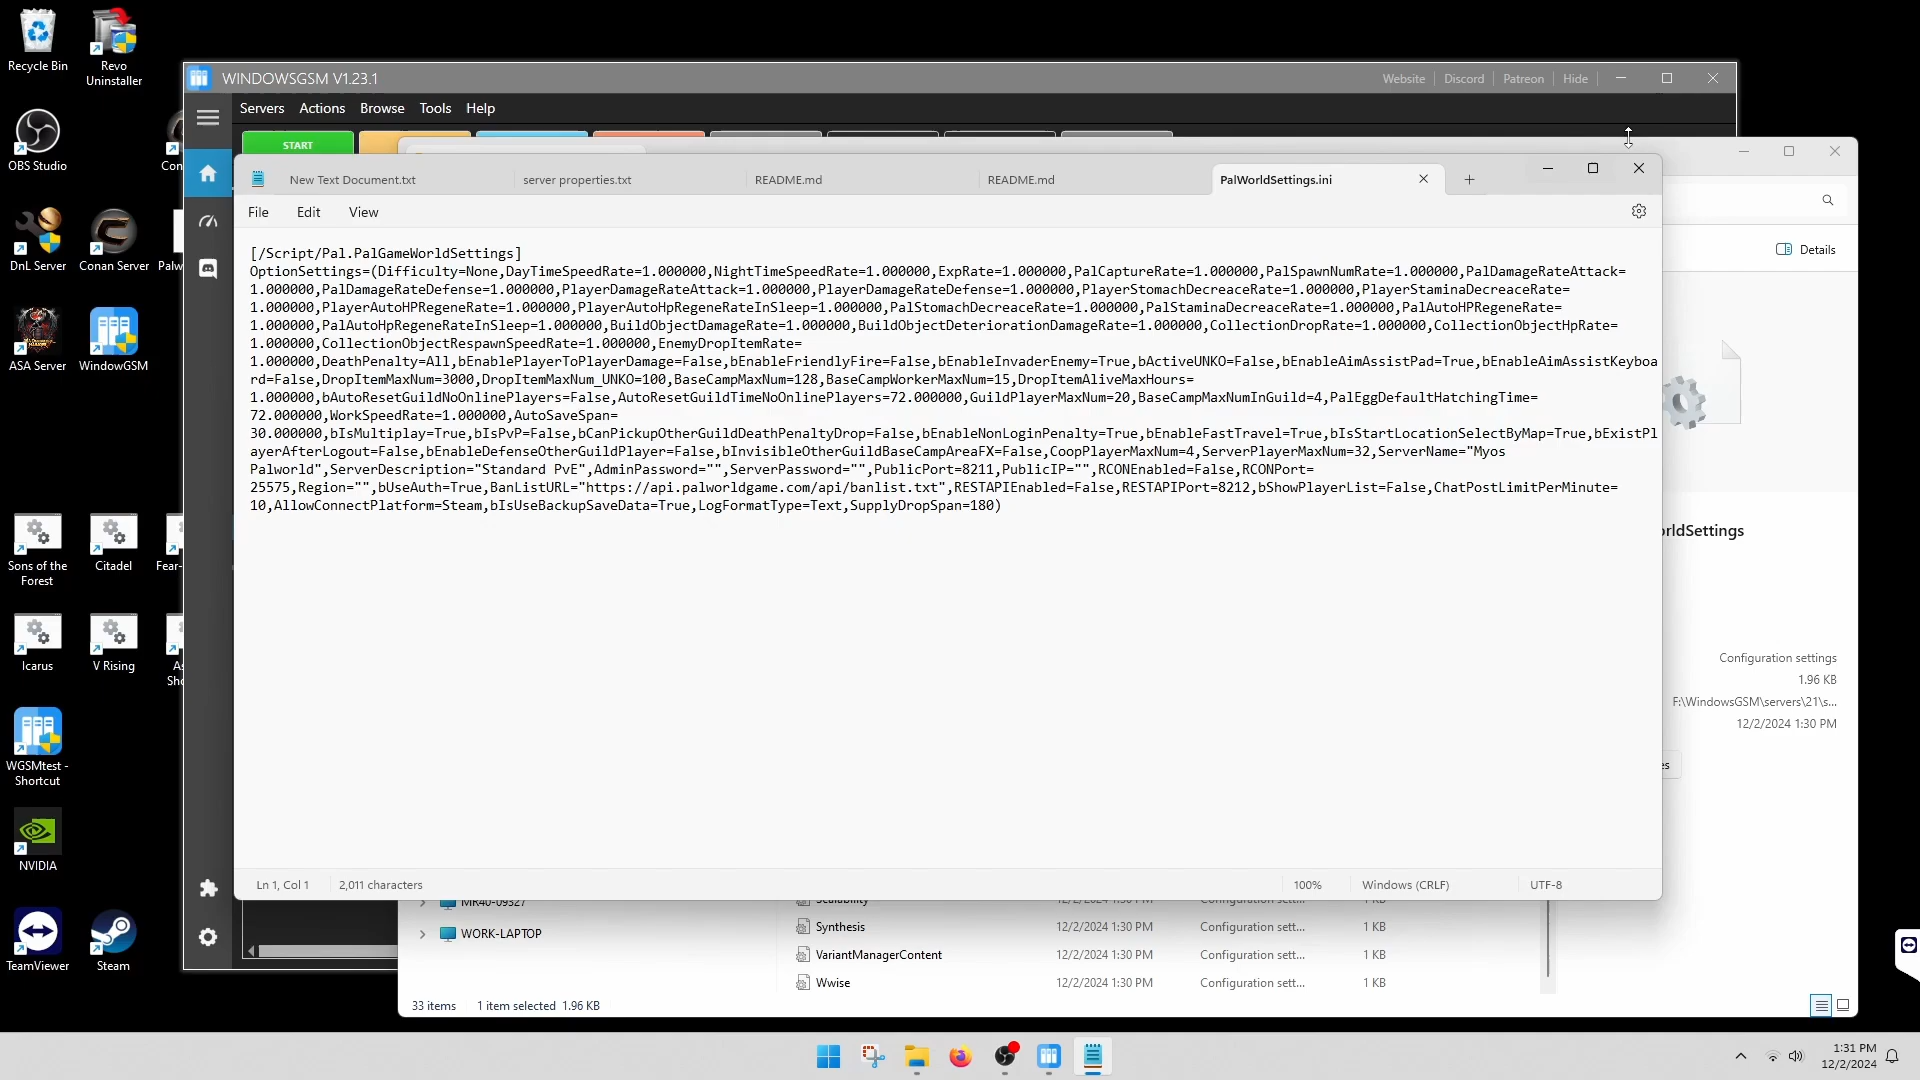 Recycle Bin
Revo
Uninstaller
OBS Studio
DnL Server
Conan Server
ASA Server
WindowGSM
Sons of the
Forest
Citadel
Icarus
V Rising
WGSMtest -
Shortcut
NVIDIA
TeamViewer
Steam
WINDOWSGSM V1.23.1
Website
Discord
Patreon
Hide
Servers
Actions
Browse
Tools
Help
START
New Text Document.txt
server properties.txt
README.md
README.md
PalWorldSettings.ini
File
Edit
View
[/Script/Pal.PalGameWorldSettings]
OptionSettings=(Difficulty=None,DayTimeSpeedRate=1.000000,NightTimeSpeedRate=1.000000,ExpRate=1.000000,PalCaptureRate=1.000000,PalSpawnNumRate=1.000000,PalDamageRateAttack=
1.000000,PalDamageRateDefense=1.000000,PlayerDamageRateAttack=1.000000,PlayerDamageRateDefense=1.000000,PlayerStomachDecreaceRate=1.000000,PlayerStaminaDecreaceRate=
1.000000,PlayerAutoHPRegeneRate=1.000000,PlayerAutoHpRegeneRateInSleep=1.000000,PalStomachDecreaceRate=1.000000,PalStaminaDecreaceRate=1.000000,PalAutoHPRegeneRate=
1.000000,PalAutoHpRegeneRateInSleep=1.000000,BuildObjectDamageRate=1.000000,BuildObjectDeteriorationDamageRate=1.000000,CollectionDropRate=1.000000,CollectionObjectHpRate=
1.000000,CollectionObjectRespawnSpeedRate=1.000000,EnemyDropItemRate=
1.000000,DeathPenalty=All,bEnablePlayerToPlayerDamage=False,bEnableFriendlyFire=False,bEnableInvaderEnemy=True,bActiveUNKO=False,bEnableAimAssistPad=True,bEnableAimAssistKeyboa
rd=False,DropItemMaxNum=3000,DropItemMaxNum_UNKO=100,BaseCampMaxNum=128,BaseCampWorkerMaxNum=15,DropItemAliveMaxHours=
1.000000,bAutoResetGuildNoOnlinePlayers=False,AutoResetGuildTimeNoOnlinePlayers=72.000000,GuildPlayerMaxNum=20,BaseCampMaxNumInGuild=4,PalEggDefaultHatchingTime=
72.000000,WorkSpeedRate=1.000000,AutoSaveSpan=
30.000000,bIsMultiplay=True,bIsPvP=False,bCanPickupOtherGuildDeathPenaltyDrop=False,bEnableNonLoginPenalty=True,bEnableFastTravel=True,bIsStartLocationSelectByMap=True,bExistPl
ayerAfterLogout=False,bEnableDefenseOtherGuildPlayer=False,bInvisibleOtherGuildBaseCampAreaFX=False,CoopPlayerMaxNum=4,ServerPlayerMaxNum=32,ServerName="Myos
Palworld",ServerDescription="Standard PvE",AdminPassword="",ServerPassword="",PublicPort=8211,PublicIP="",RCONEnabled=False,RCONPort=
25575,Region="",bUseAuth=True,BanListURL="https://api.palworldgame.com/api/banlist.txt",RESTAPIEnabled=False,RESTAPIPort=8212,bShowPlayerList=False,ChatPostLimitPerMinute=
10,AllowConnectPlatform=Steam,bIsUseBackupSaveData=True,LogFormatType=Text,SupplyDropSpan=180)
Ln 1, Col 1
2,011 characters
100%
Windows (CRLF)
UTF-8
Details
rldSettings
Configuration settings
1.96 KB
F:\WindowsGSM\servers\21\s...
12/2/2024 1:30 PM
es
WORK-LAPTOP
Synthesis 12/2/2024 1:30 PM Configuration sett... 1 KB
VariantManagerContent 12/2/2024 1:30 PM Configuration sett... 1 KB
Wwise 12/2/2024 1:30 PM Configuration sett... 1 KB
33 items
1 item selected 1.96 KB
1:31 PM
12/2/2024